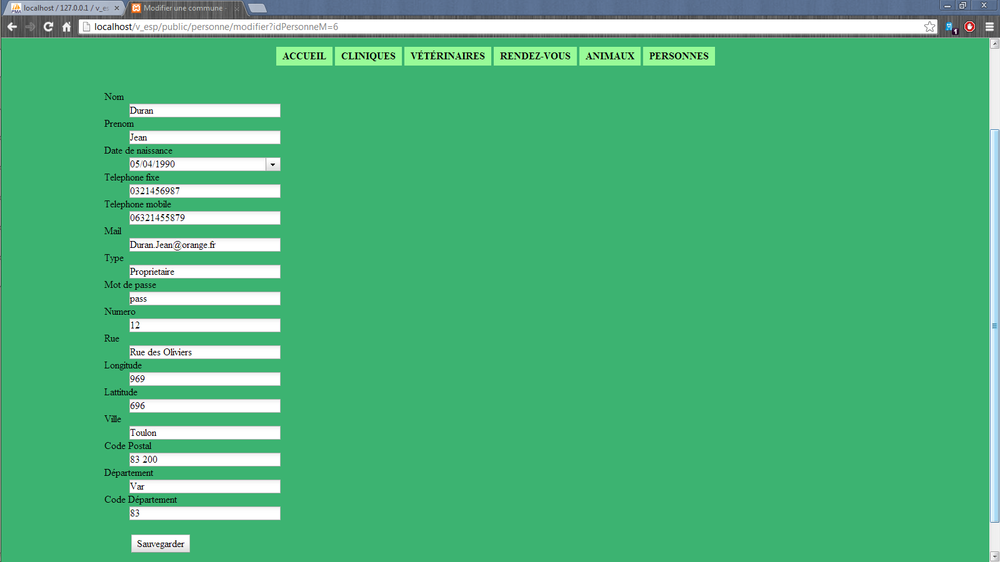 localhost / 127.0.0.1 / v_es
Modifier une commune -
localhost/v_esp/public/personne/modifier?idPersonneM=6
ACCUEIL CLINIQUES VÉTÉRINAIRES RENDEZ-VOUS ANIMAUX PERSONNES
Nom
Duran
Prenom
Jean
Date de naissance
05/04/1990
Telephone fixe
0321456987
Telephone mobile
06321455879
Mail
Duran.Jean@orange.fr
Type
Proprietaire
Mot de passe
pass
Numero
12
Rue
Rue des Oliviers
Longitude
969
Lattitude
696
Ville
Toulon
Code Postal
83 200
Département
Var
Code Département
83
Sauvegarder
PMA
1